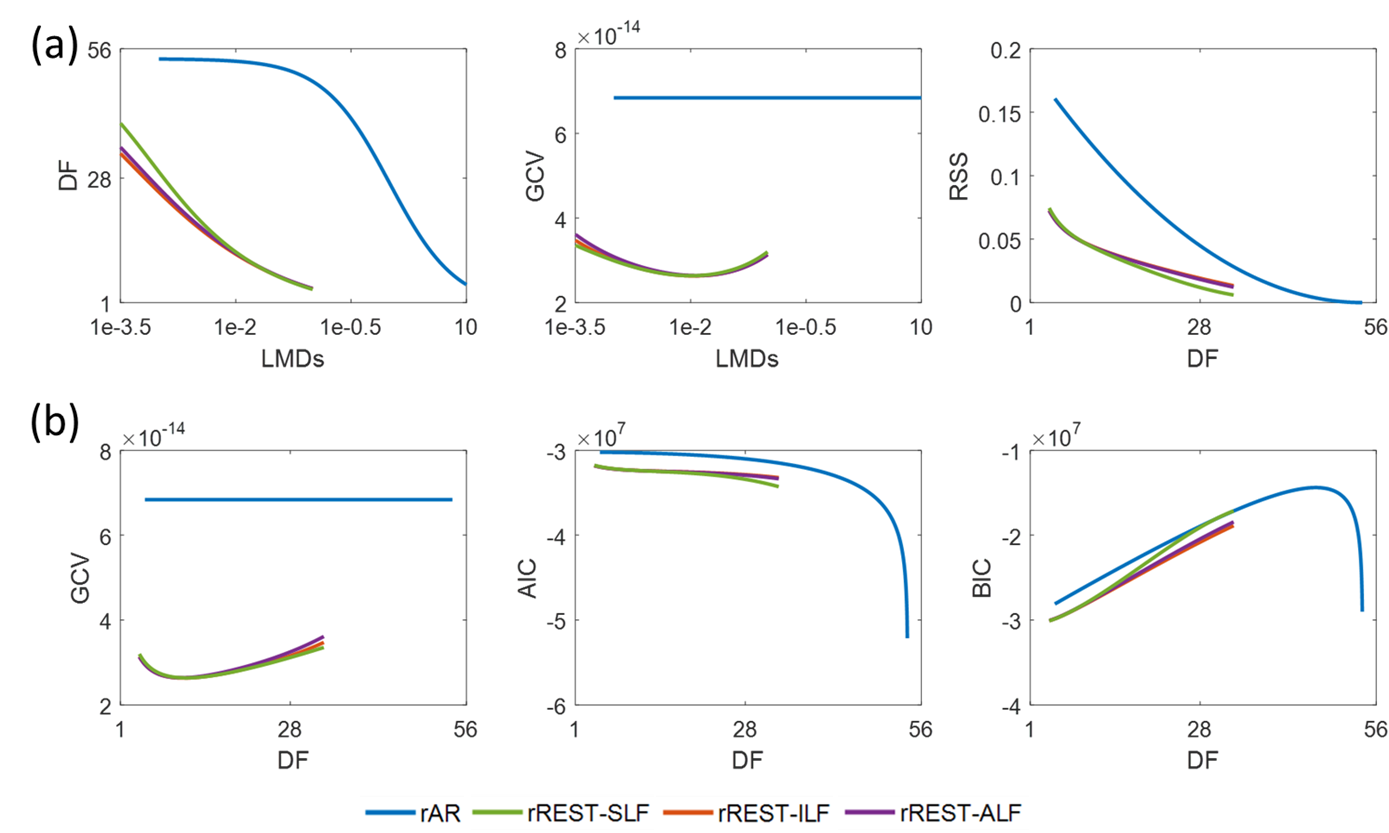 (a)
56
28
1
DF
1e-3.5
1e-2
1e-0.5
10
LMDs
×10-14
8
6
4
2
GCV
1e-3.5
1e-2
1e-0.5
10
LMDs
0.2
0.15
0.1
0.05
0
RSS
1
28
56
DF
(b)
×10-14
8
6
4
2
GCV
1
28
56
DF
×107
-3
-4
-5
-6
AIC
1
28
56
DF
×107
-1
-2
-3
-4
BIC
1
28
56
DF
rAR rREST-SLF rREST-ILF rREST-ALF